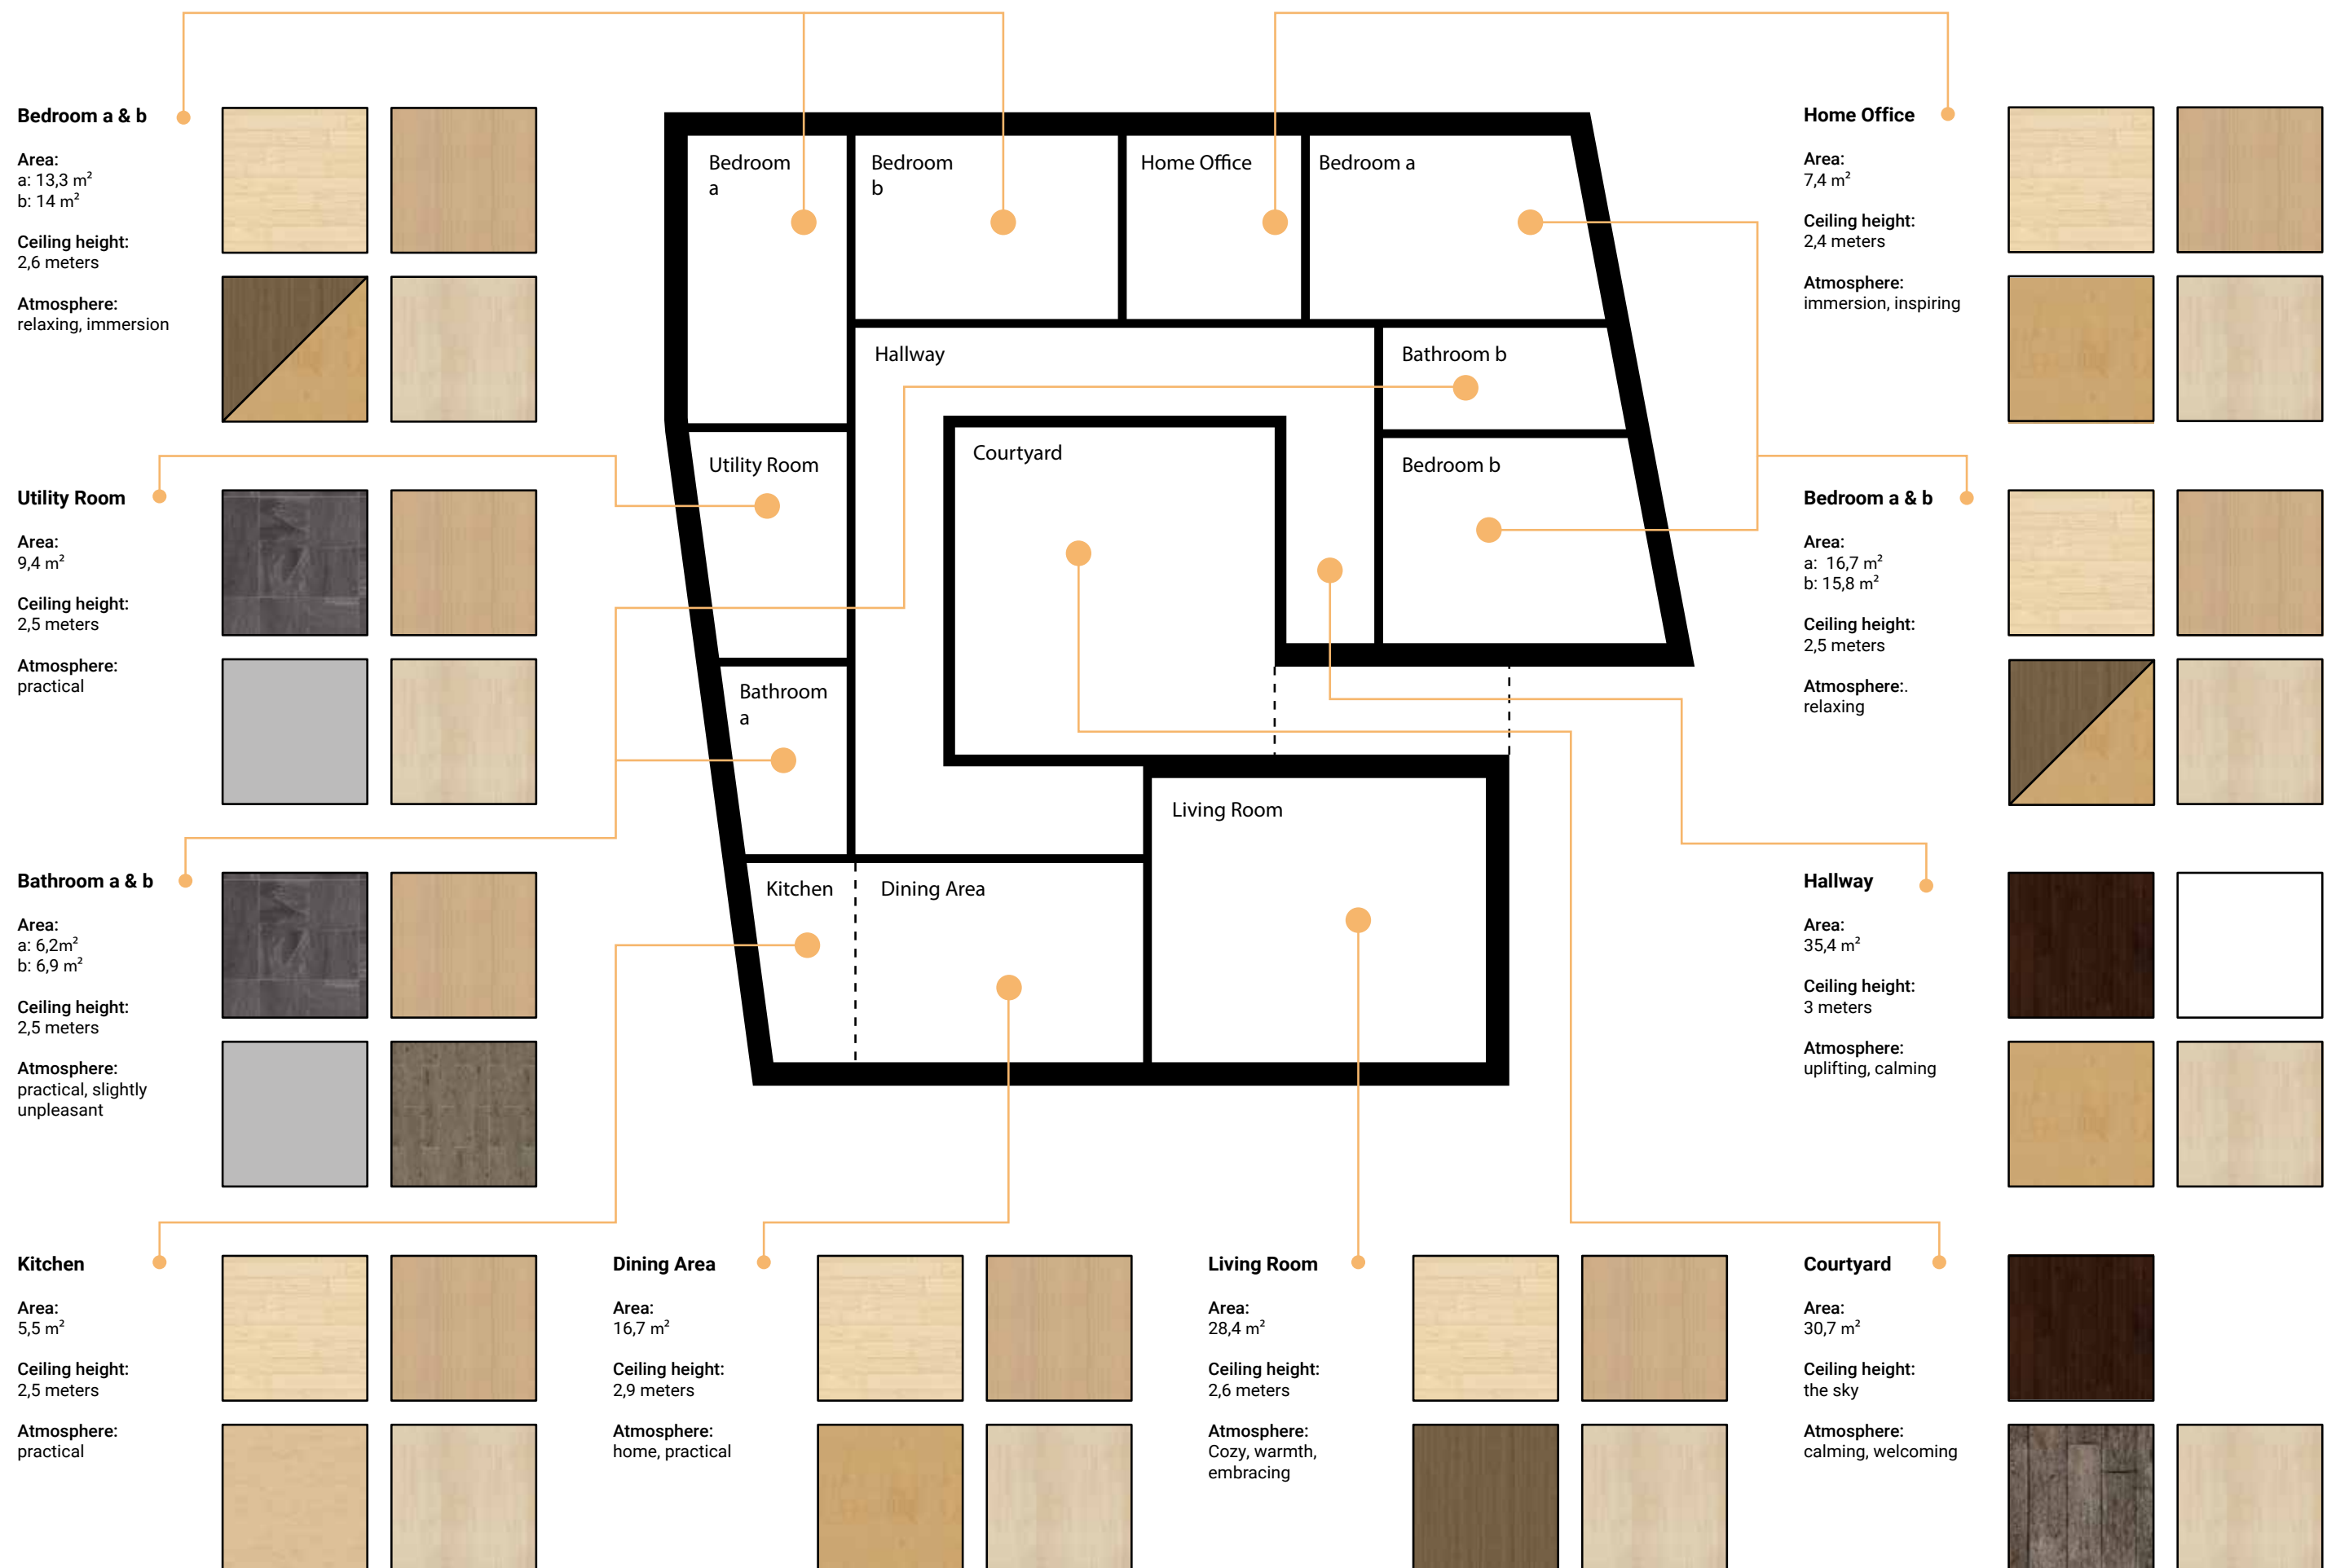 Bedroom a & b
Area:
a: 13,3 m²
b: 14 m²
Ceiling height:
2,6 meters
Atmosphere:
relaxing, immersion
Utility Room
Area:
9,4 m²
Ceiling height:
2,5 meters
Atmosphere:
practical
Bathroom a & b
Area:
a: 6,2m²
b: 6,9 m²
Ceiling height:
2,5 meters
Atmosphere:
practical, slightly
unpleasant
Bedroom
a
Bedroom
b
Home Office
Bedroom a
Hallway
Bathroom b
Courtyard
Utility Room
Bedroom b
Bathroom
a
Living Room
Kitchen
Dining Area
Home Office
Area:
7,4 m²
Ceiling height:
2,4 meters
Atmosphere:
immersion, inspiring
Bedroom a & b
Area:
a:  16,7 m²
b: 15,8 m²
Ceiling height:
2,5 meters
Atmosphere:.
relaxing
Hallway
Area:
35,4 m²
Ceiling height:
3 meters
Atmosphere:
uplifting, calming
Kitchen
Area:
5,5 m²
Ceiling height:
2,5 meters
Atmosphere:
practical
Dining Area
Area:
16,7 m²
Ceiling height:
2,9 meters
Atmosphere:
home, practical
Living Room
Area:
28,4 m²
Ceiling height:
2,6 meters
Atmosphere:
Cozy, warmth,
embracing
Courtyard
Area:
30,7 m²
Ceiling height:
the sky
Atmosphere:
calming, welcoming